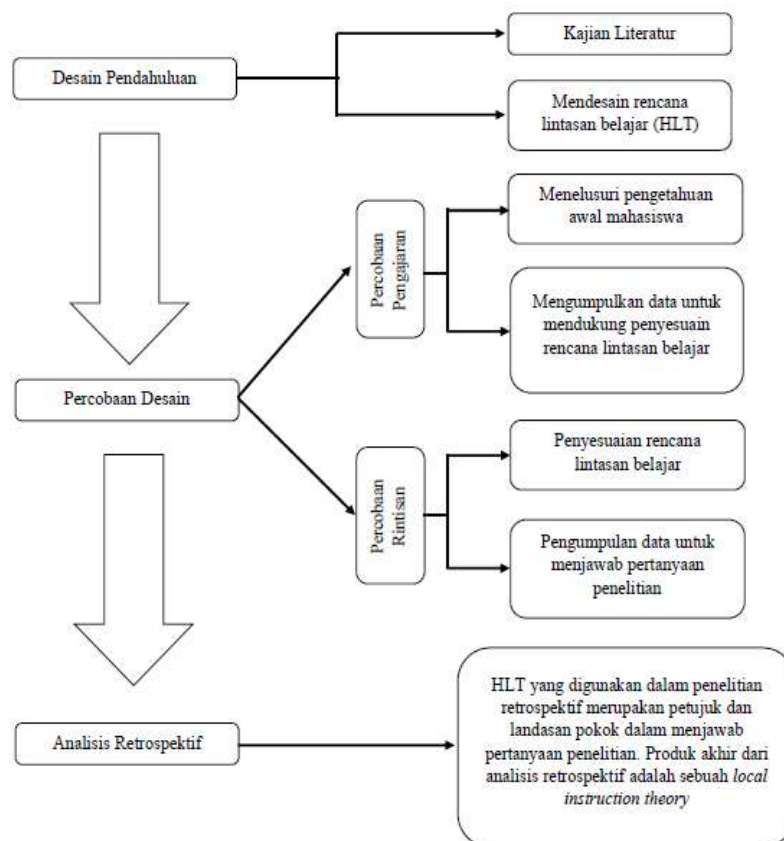 Desain Pendahuluan
Kajian Literatur
Mendesain rencana
lintasan belajar (HLT)
Percobaan Desain
Percobaan
Pengajaran
Menelusuri pengetahuan
awal mahasiswa
Mengumpulkan data untuk
mendukung penyesuain
rencana lintasan belajar
Percobaan
Rintisan
Penyesuaian rencana
lintasan belajar
Pengumpulan data untuk
menjawab pertanyaan
penelitian
Analisis Retrospektif
HLT yang digunakan dalam penelitian
retrospektif merupakan petujuk dan
landasan pokok dalam menjawab
pertanyaan penelitian. Produk akhir dari
analisis retrospektif adalah sebuah local
instruction theory